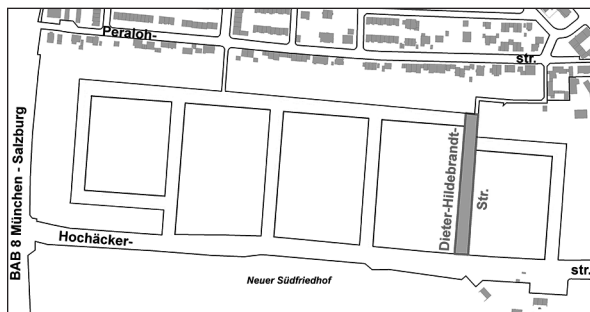 Peraloh-
str.
BAB 8 München - Salzburg
Dieter-Hildebrandt-
Str.
Hochäcker-
str.
Neuer Südfriedhof